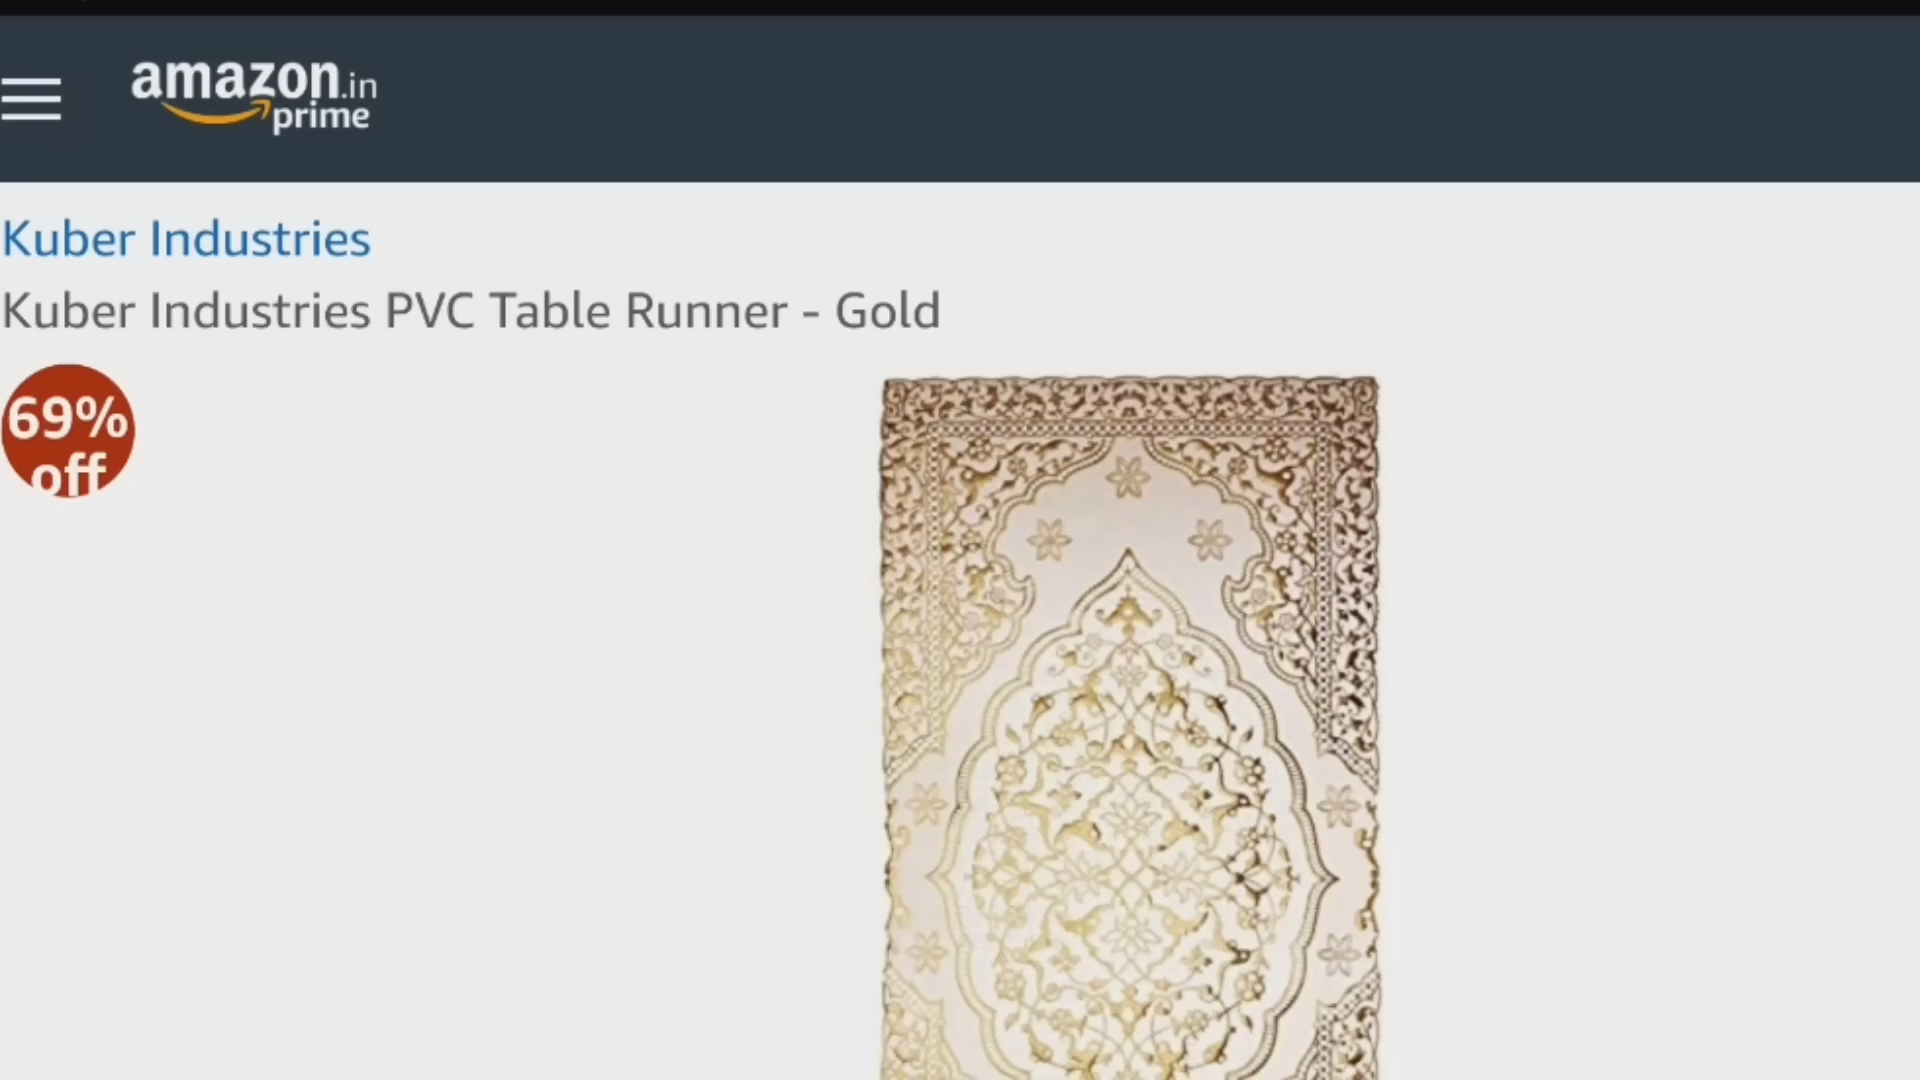 amazon.in
prime
Kuber Industries
Kuber Industries PVC Table Runner - Gold
69%
off